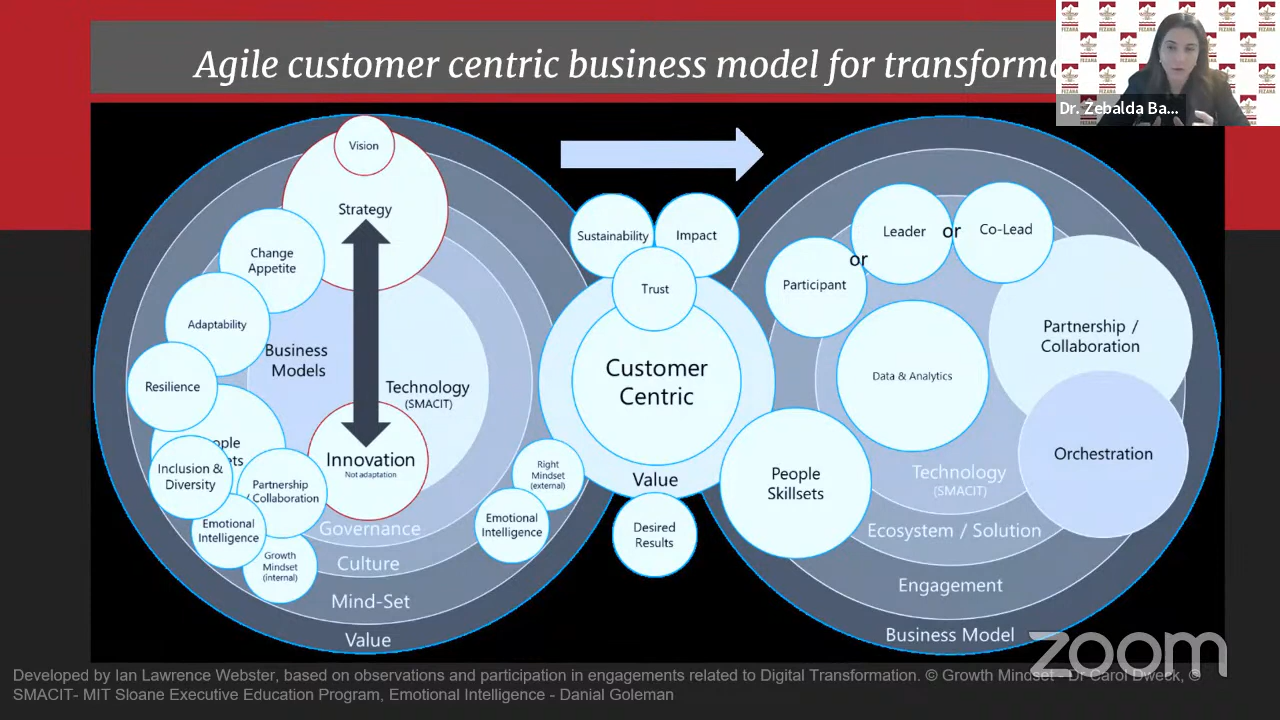 Agile customer centric business model for transforma
Dr. Zebalda Ba...
FEZANA
Vision
Strategy
Change
Appetite
Adaptability
Resilience
Business
Models
Technology
(SMACIT)
Innovation
Not adaptation
ople
ts
Inclusion &
Diversity
Partnership
/ Collaboration
Emotional
Intelligence
Growth
Mindset
(internal)
Governance
Culture
Mind-Set
Value
Sustainability
Impact
Trust
Customer
Centric
Value
Desired
Results
Right
Mindset
(external)
Emotional
Intelligence
Participant
or
Leader
or
Co-Lead
Partnership /
Collaboration
Data & Analytics
Orchestration
People
Skillsets
Technology
(SMACIT)
Ecosystem / Solution
Engagement
Business Model
zoom
Developed by Ian Lawrence Webster, based on observations and participation in engagements related to Digital Transformation. © Growth Mindset - Dr Carol Dweck, ©
SMACIT- MIT Sloane Executive Education Program, Emotional Intelligence - Danial Goleman